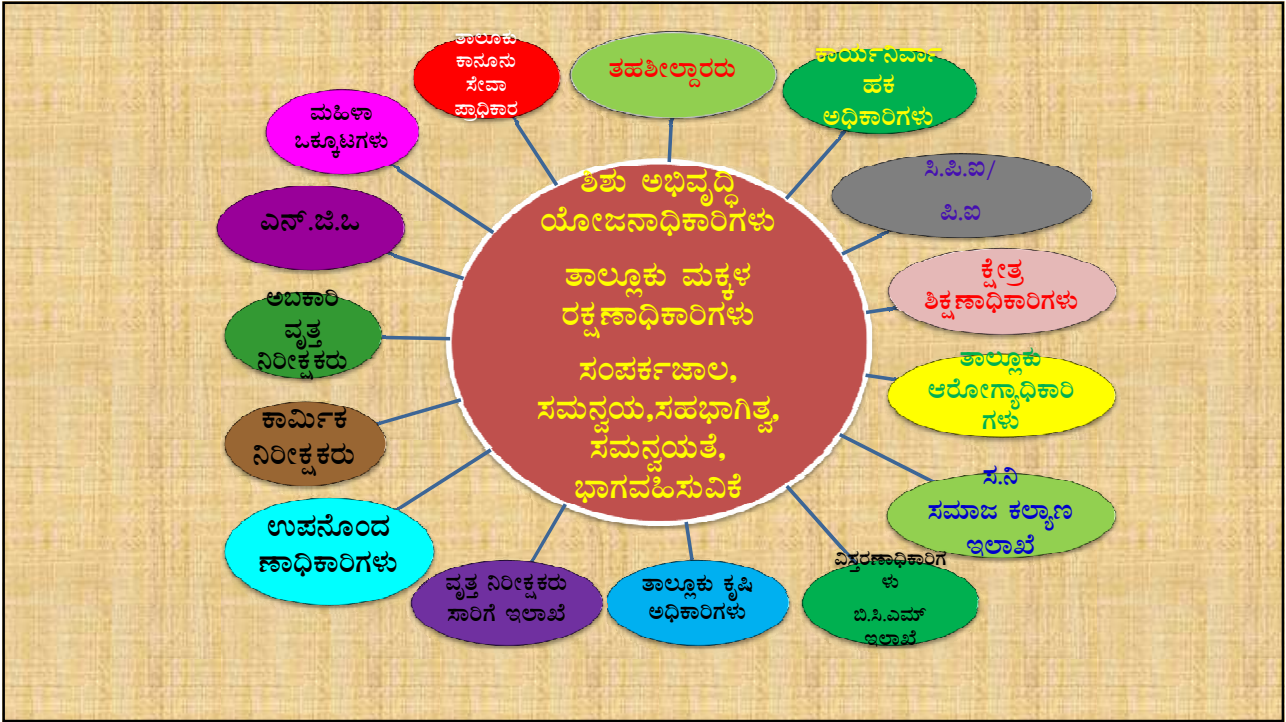 ತಾಲೂಕು
ಕಾನೂನು
ಸೇವಾ
ಪ್ರಾಧಿಕಾರ
ತಹಶೀಲ್ದಾರರು
ಕಾರ್ಯನಿರ್ವಾ
ಹಕ
ಅಧಿಕಾರಿಗಳು
ಮಹಿಳಾ
ಒಕ್ಕೂಟಗಳು
ಸಿ.ಪಿ.ಐ/
ಪಿ.ಐ
ಎನ್.ಜಿ.ಒ
ಕ್ಷೇತ್ರ
ಶಿಕ್ಷಣಾಧಿಕಾರಿಗಳು
ಅಬಕಾರಿ
ವೃತ್ತ
ನಿರೀಕ್ಷಕರು
ಶಿಶು ಅಭಿವೃದ್ಧಿ
ಯೋಜನಾಧಿಕಾರಿಗಳು
ತಾಲ್ಲೂಕು ಮಕ್ಕಳ
ರಕ್ಷಣಾಧಿಕಾರಿಗಳು
ಸಂಪರ್ಕಜಾಲ,
ಸಮನ್ವಯ,ಸಹಭಾಗಿತ್ವ,
ಸಮನ್ವಯತೆ,
ಭಾಗವಹಿಸುವಿಕೆ
ತಾಲ್ಲೂಕು
ಆರೋಗ್ಯಾಧಿಕಾರಿ
ಗಳು
ಕಾರ್ಮಿಕ
ನಿರೀಕ್ಷಕರು
ಸ.ನಿ
ಸಮಾಜ ಕಲ್ಯಾಣ
ಇಲಾಖೆ
ಉಪನೊಂದ
ಣಾಧಿಕಾರಿಗಳು
ವೃತ್ತ ನಿರೀಕ್ಷಕರು
ಸಾರಿಗೆ ಇಲಾಖೆ
ತಾಲ್ಲೂಕು ಕೃಷಿ
ಅಧಿಕಾರಿಗಳು
ವಿಸ್ತರಣಾಧಿಕಾರಿಗ
ಳು
ಬಿ.ಸಿ.ಎಮ್
ಇಲಾಖೆ